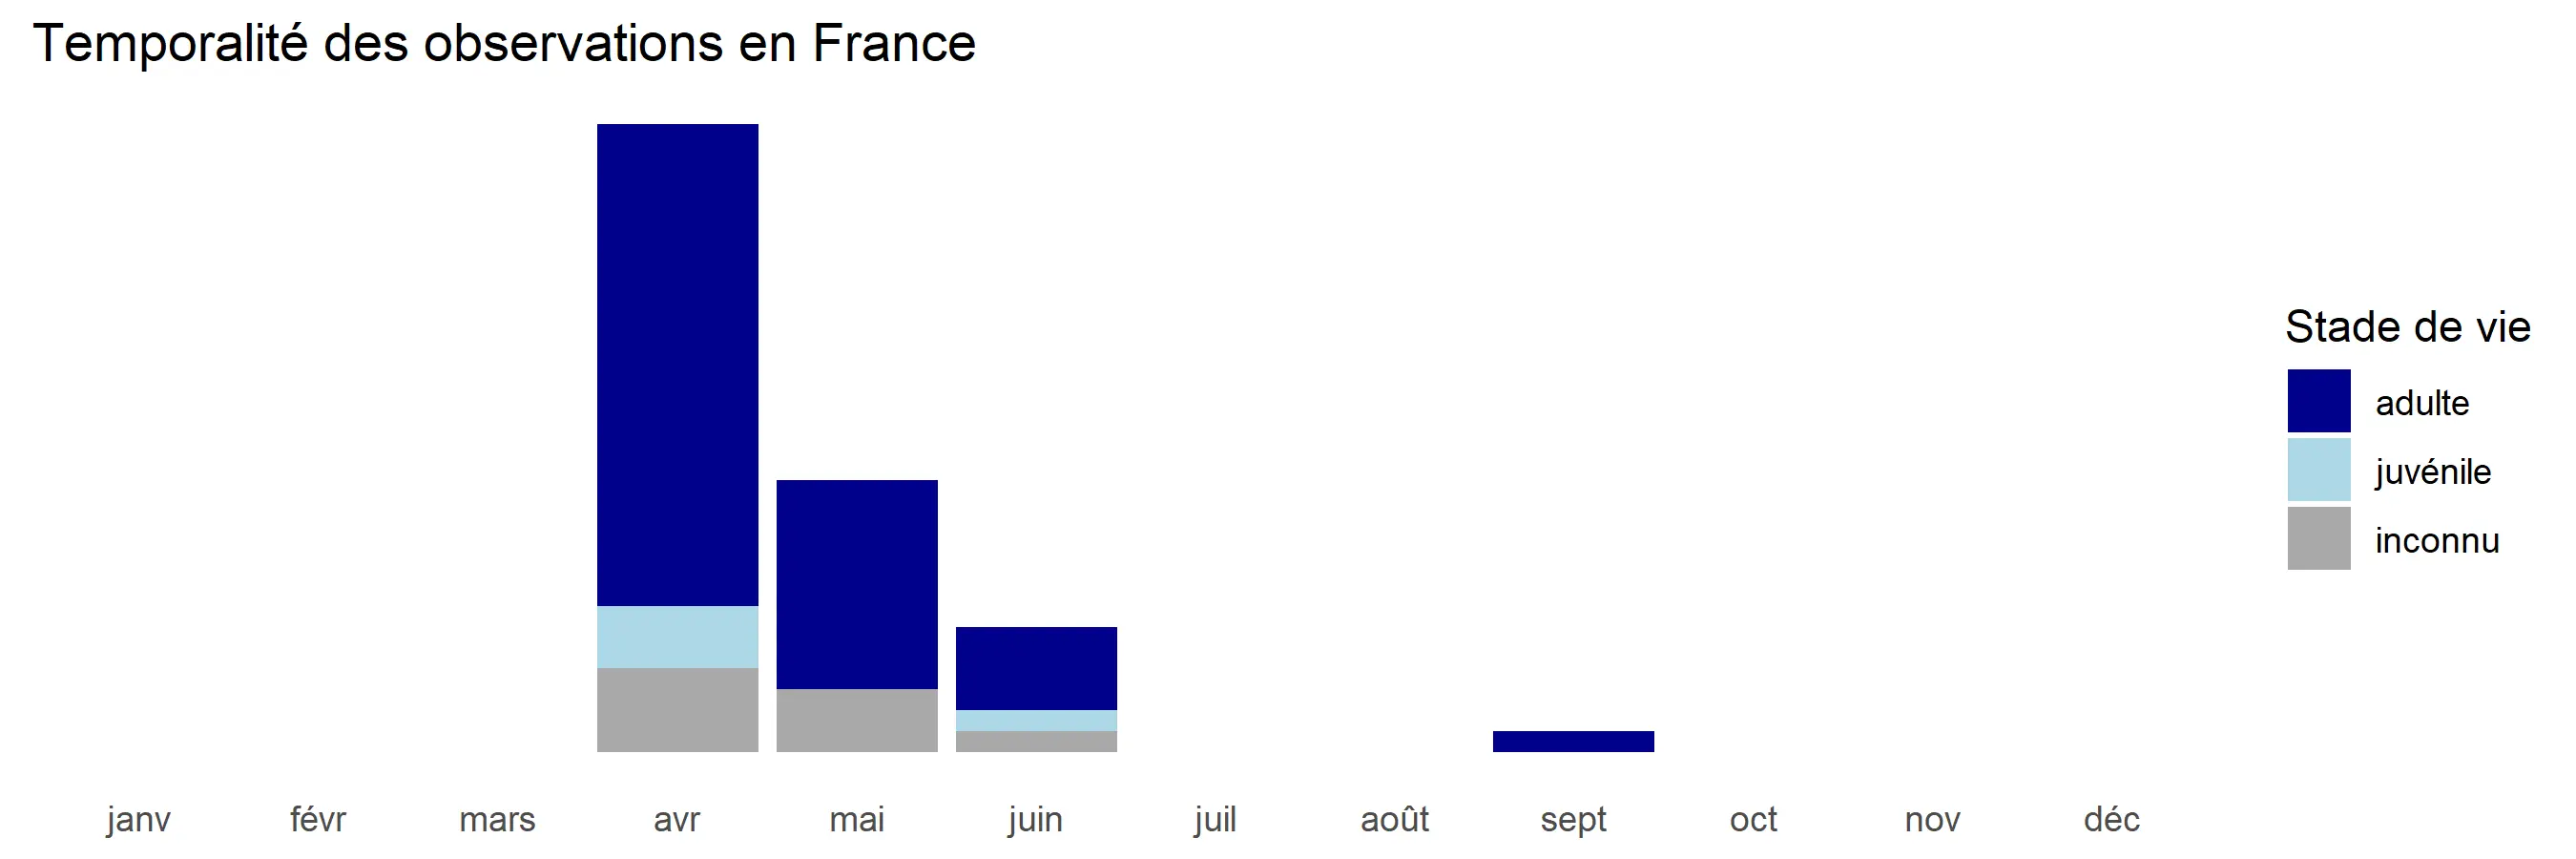 Temporalité des observations en France
Stade de vie
adulte
juvénile
inconnu
janv févr mars avr mai juin juil août sept oct nov déc